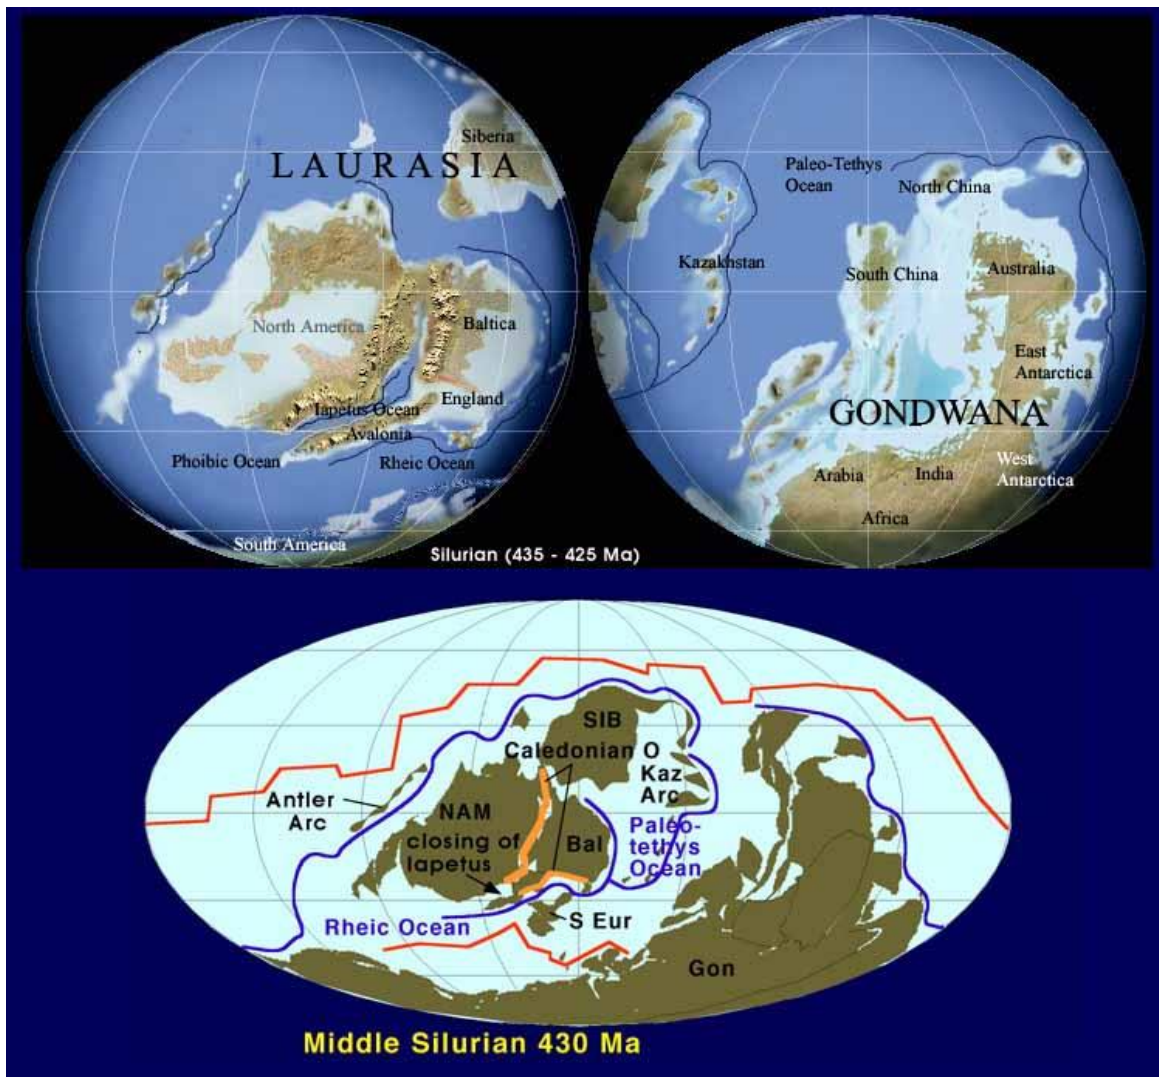 Siberia
LAURASIA
North America
Baltica
England
Iapetus Ocean
Avalonia
Phoibic Ocean
Rheic Ocean
South America
Silurian (435 - 425 Ma)
Paleo-Tethys
Ocean
North China
Kazakhstan
South China
Australia
East
Antarctica
GONDWANA
Arabia
India
West
Antarctica
Africa
SIB
Caledonian O
Kaz
Arc
Antler
Arc
NAM
closing of
Iapetus
Bal
Paleo-
tethys
Ocean
Rheic Ocean
S Eur
Gon
Middle Silurian 430 Ma